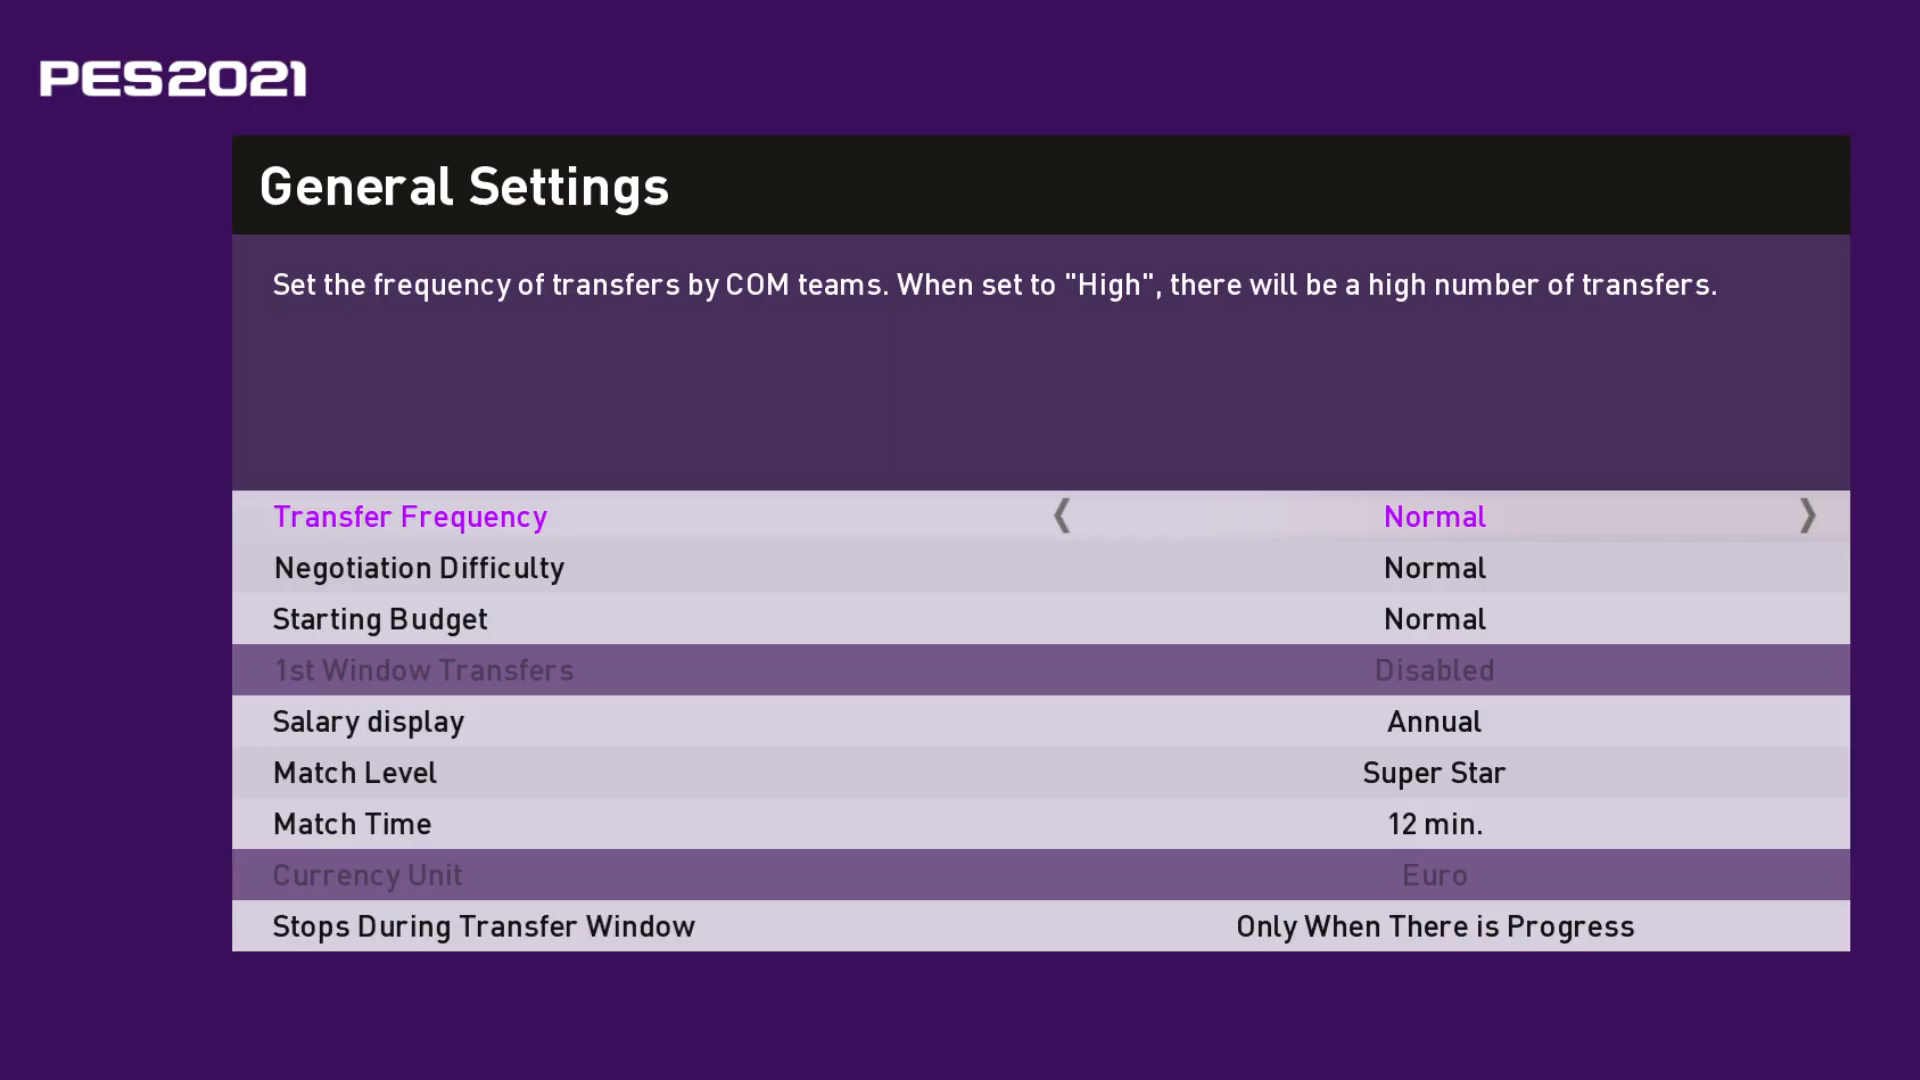 PES2021
General Settings
Set the frequency of transfers by COM teams. When set to "High", there will be a high number of transfers.
Transfer Frequency Normal
Negotiation Difficulty Normal
Starting Budget Normal
1st Window Transfers Disabled
Salary display Annual
Match Level Super Star
Match Time 12 min.
Currency Unit Euro
Stops During Transfer Window Only When There is Progress